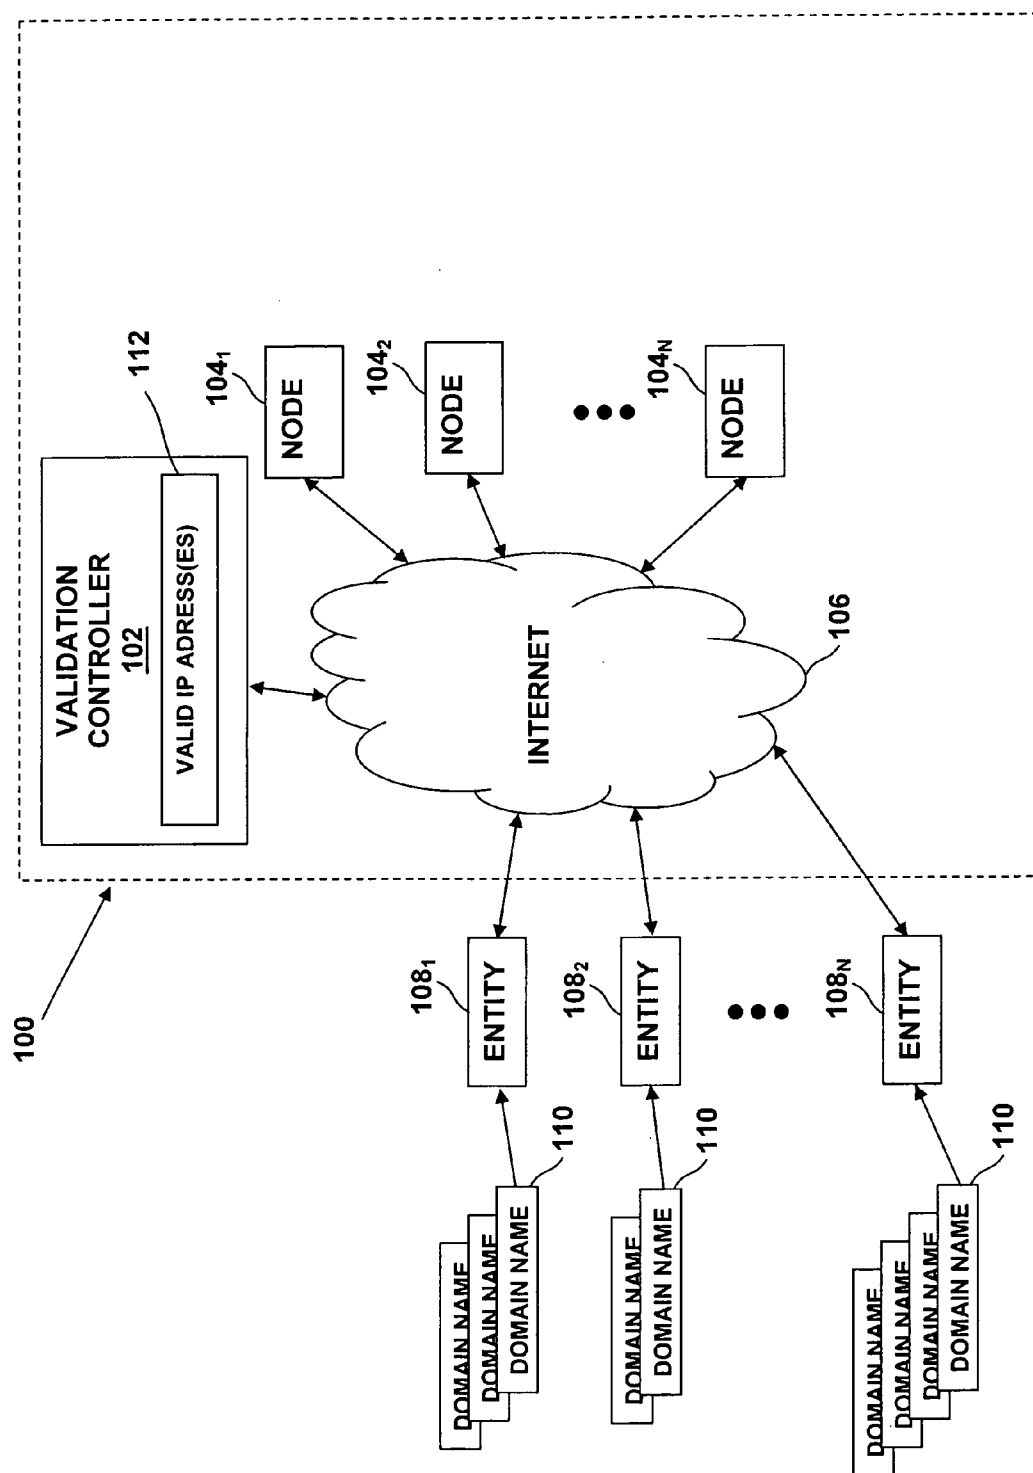 100
VALIDATION
CONTROLLER
102
112
VALID IP ADRESS(ES)
104₁
NODE
104₂
NODE
104N
NODE
INTERNET
106
108₁
ENTITY
DOMAIN NAME
DOMAIN NAME
DOMAIN NAME
110
108₂
ENTITY
DOMAIN NAME
DOMAIN NAME
110
108N
ENTITY
DOMAIN NAME
DOMAIN NAME
DOMAIN NAME
DOMAIN NAME
110